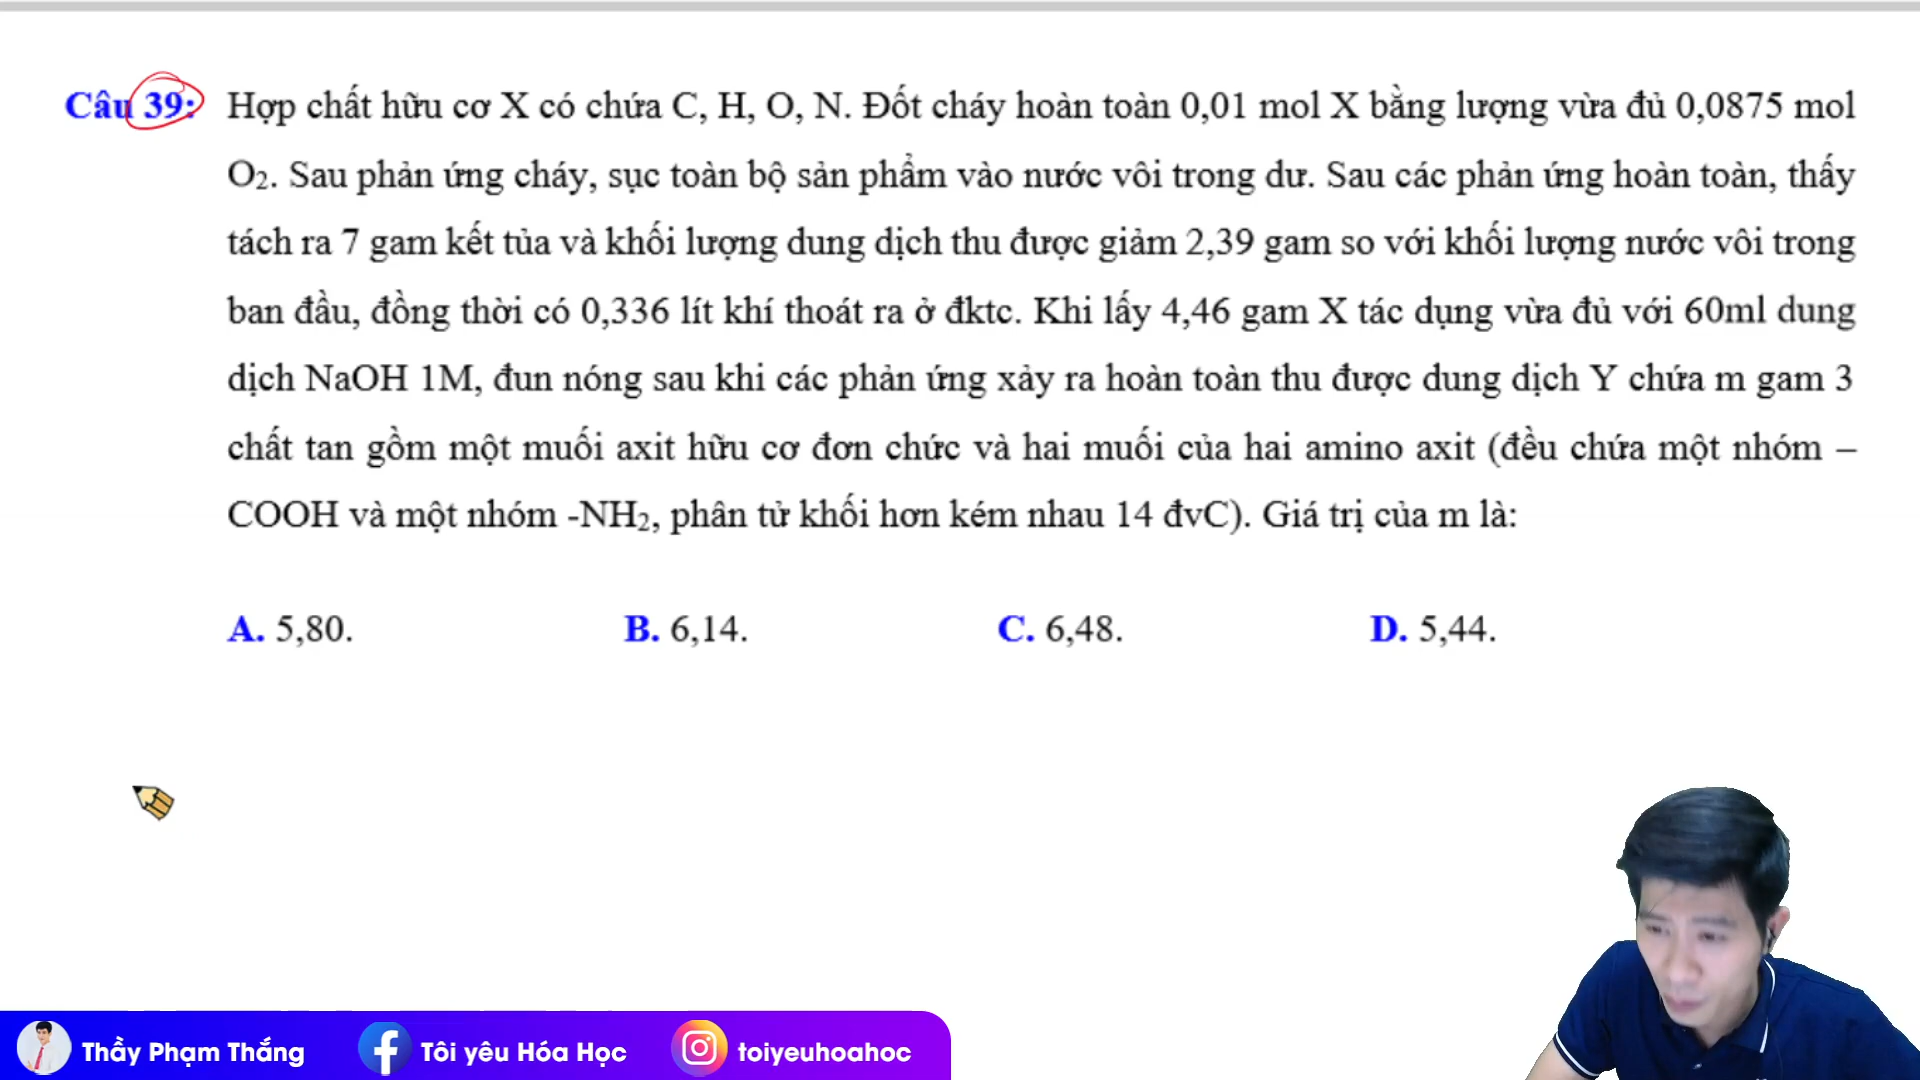 Câu 39: Hợp chất hữu cơ X có chứa C, H, O, N. Đốt cháy hoàn toàn 0,01 mol X bằng lượng vừa đủ 0,0875 mol
O₂. Sau phản ứng cháy, sục toàn bộ sản phẩm vào nước vôi trong dư. Sau các phản ứng hoàn toàn, thấy
tách ra 7 gam kết tủa và khối lượng dung dịch thu được giảm 2,39 gam so với khối lượng nước vôi trong
ban đầu, đồng thời có 0,336 lít khí thoát ra ở đktc. Khi lấy 4,46 gam X tác dụng vừa đủ với 60ml dung
dịch NaOH 1M, đun nóng sau khi các phản ứng xảy ra hoàn toàn thu được dung dịch Y chứa m gam 3
chất tan gồm một muối axit hữu cơ đơn chức và hai muối của hai amino axit (đều chứa một nhóm –
COOH và một nhóm -NH₂, phân tử khối hơn kém nhau 14 đvC). Giá trị của m là:
A. 5,80. B. 6,14. C. 6,48. D. 5,44.
Thầy Phạm Thắng Tôi yêu Hóa Học toiyeuhoahoc